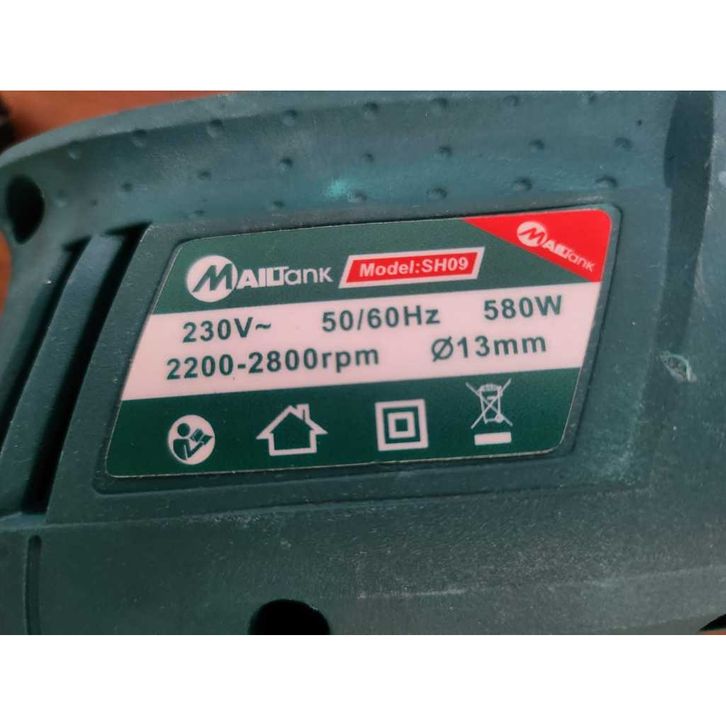 MAILTank Model:SH09 MAILTank
230V~ 50/60Hz 580W
2200-2800rpm Ø13mm